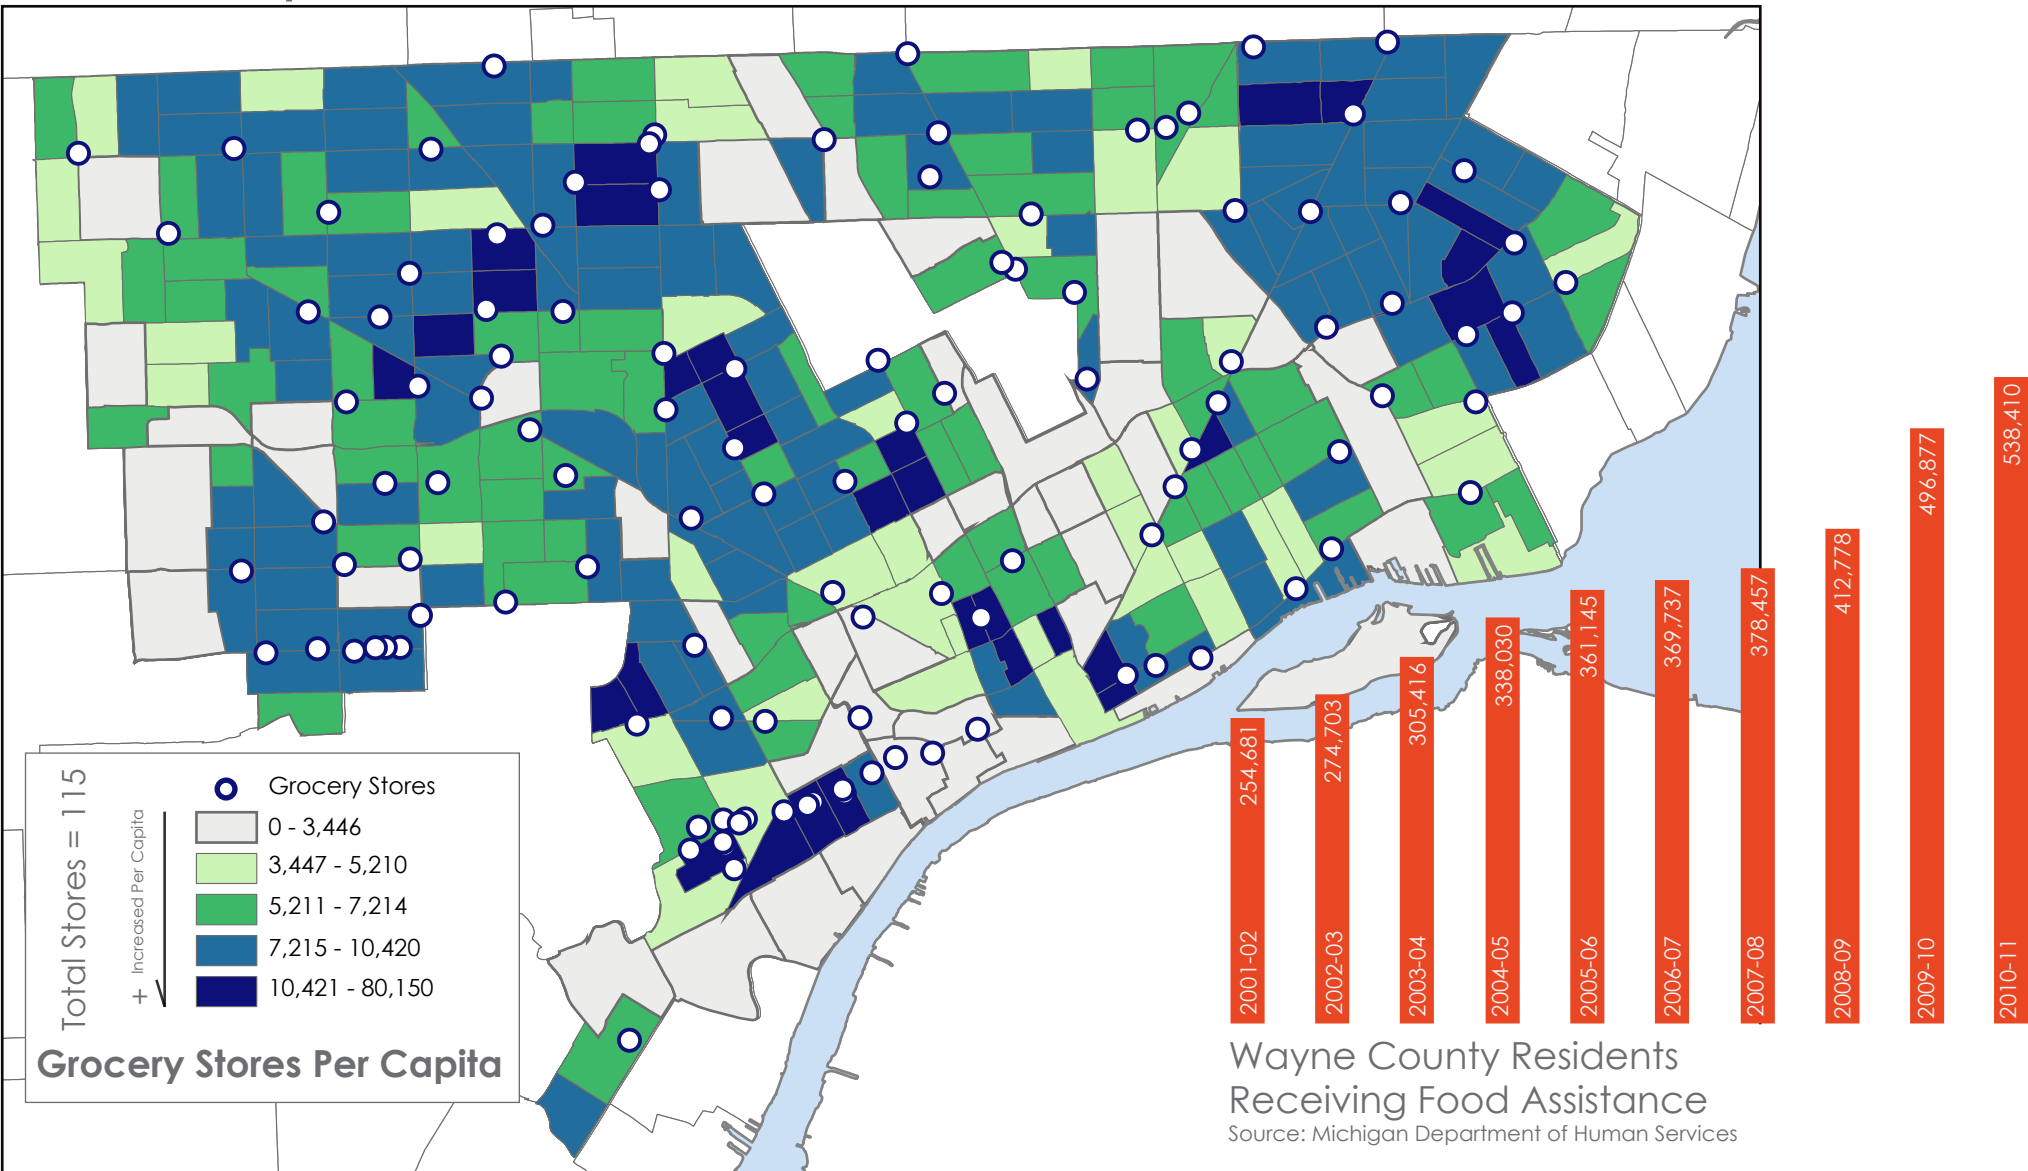 Total Stores = 115
+ Increased Per Capita
Grocery Stores
0 - 3,446
3,447 - 5,210
5,211 - 7,214
7,215 - 10,420
10,421 - 80,150
Grocery Stores Per Capita
254,681
274,703
305,416
338,030
361,145
369,737
378,457
412,778
496,877
538,410
2001-02
2002-03
2003-04
2004-05
2005-06
2006-07
2007-08
2008-09
2009-10
2010-11
Wayne County Residents
Receiving Food Assistance
Source: Michigan Department of Human Services